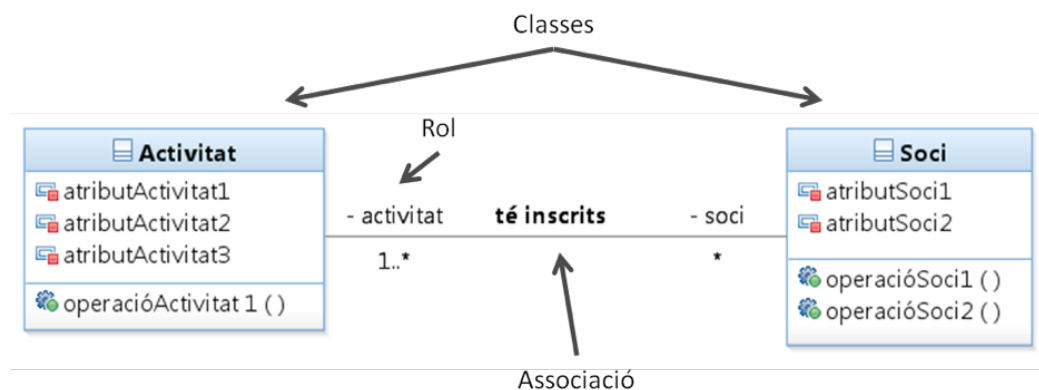 Classes
Rol
Activitat
atributActivitat1
atributActivitat2
atributActivitat3
operacióActivitat 1 ( )
- activitat
té inscrits
- soci
1..*
*
Soci
atributSoci1
atributSoci2
operacióSoci1 ( )
operacióSoci2 ( )
Associació